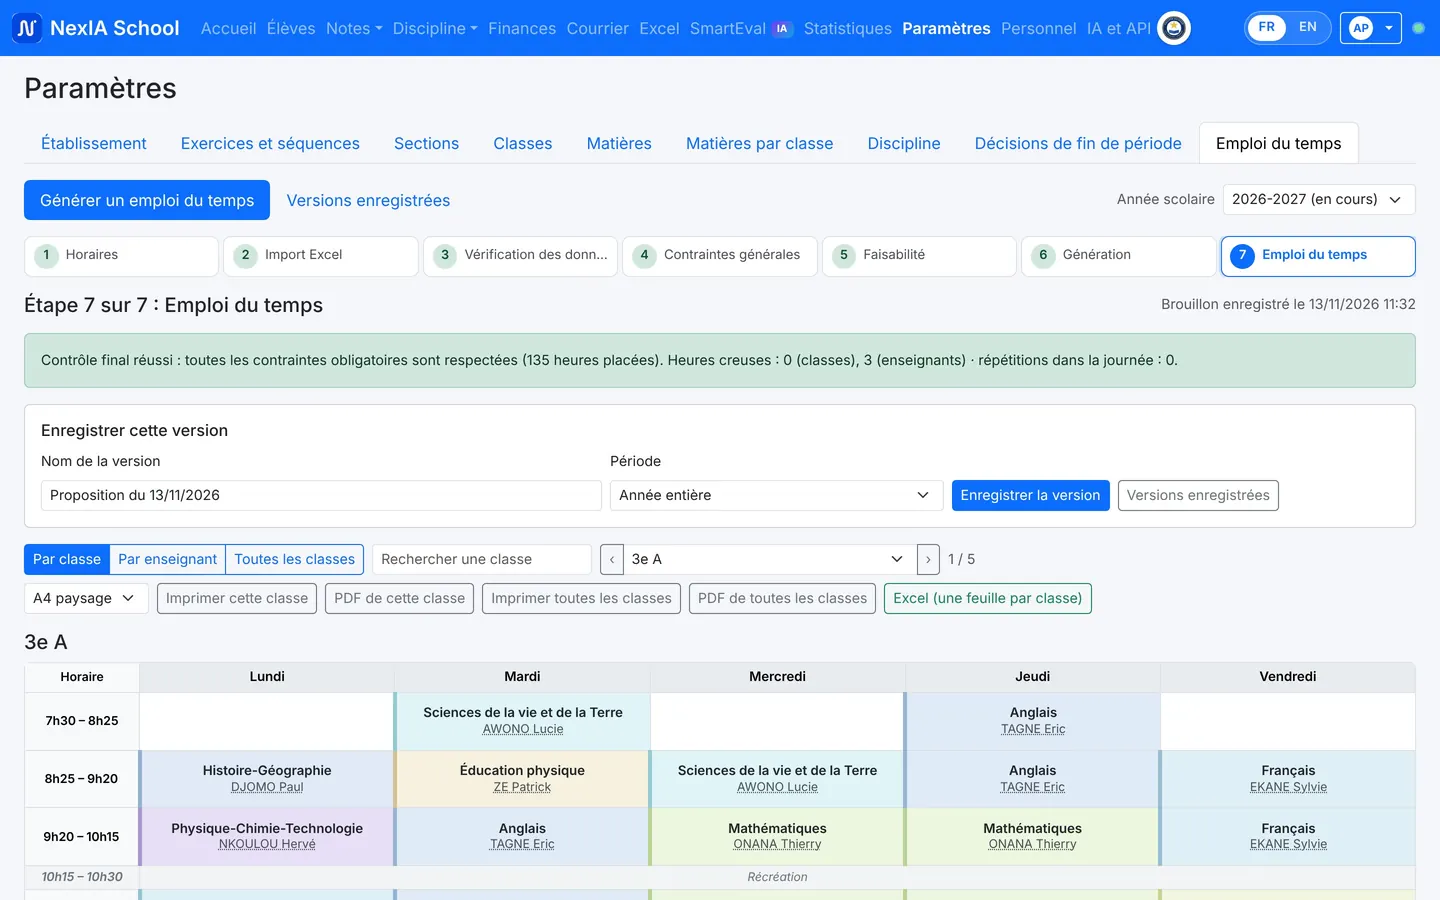 NexIA School Accueil Élèves Notes Discipline Finances Courrier Excel SmartEval IA Statistiques Paramètres Personnel IA et API FR EN AP
Paramètres
Établissement Exercices et séquences Sections Classes Matières Matières par classe Discipline Décisions de fin de période Emploi du temps
Générer un emploi du temps Versions enregistrées Année scolaire 2026-2027 (en cours)
1 Horaires 2 Import Excel 3 Vérification des donn... 4 Contraintes générales 5 Faisabilité 6 Génération 7 Emploi du temps
Étape 7 sur 7 : Emploi du temps Brouillon enregistré le 13/11/2026 11:32
Contrôle final réussi : toutes les contraintes obligatoires sont respectées (135 heures placées). Heures creuses : 0 (classes), 3 (enseignants) · répétitions dans la journée : 0.
Enregistrer cette version
Nom de la version Période
Proposition du 13/11/2026 Année entière Enregistrer la version Versions enregistrées
Par classe Par enseignant Toutes les classes Rechercher une classe ‹ 3e A › 1 / 5
A4 paysage Imprimer cette classe PDF de cette classe Imprimer toutes les classes PDF de toutes les classes Excel (une feuille par classe)
3e A
Horaire Lundi Mardi Mercredi Jeudi Vendredi
7h30 – 8h25 Sciences de la vie et de la Terre Anglais
AWONO Lucie TAGNE Eric
8h25 – 9h20 Histoire-Géographie Éducation physique Sciences de la vie et de la Terre Anglais Français
DJOMO Paul ZE Patrick AWONO Lucie TAGNE Eric EKANE Sylvie
9h20 – 10h15 Physique-Chimie-Technologie Anglais Mathématiques Mathématiques Français
NKOULOU Hervé TAGNE Eric ONANA Thierry ONANA Thierry EKANE Sylvie
10h15 – 10h30 Récréation